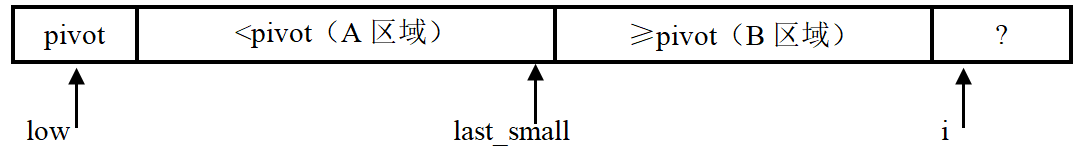 pivot <pivot（A 区域） ≥pivot（B 区域） ?
low last_small i